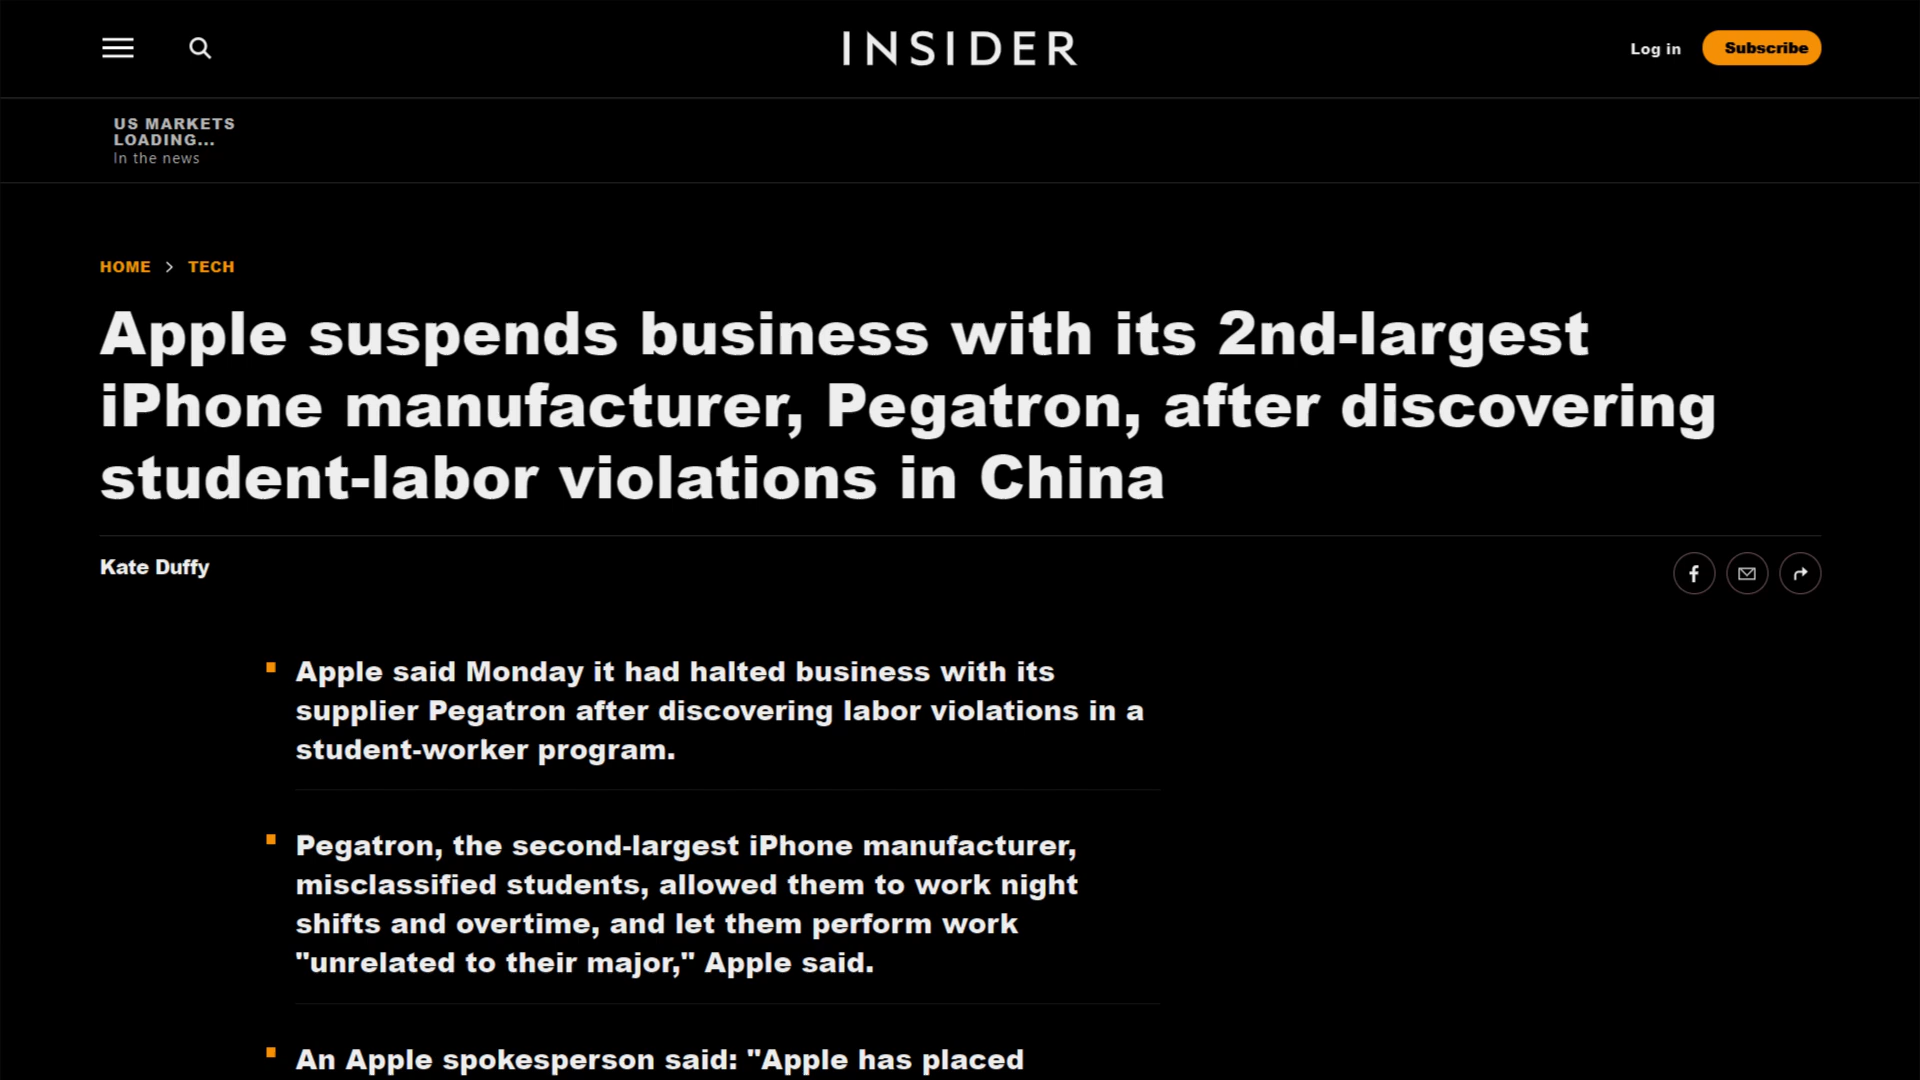 INSIDER
Log in
Subscribe
US MARKETS
LOADING...
In the news
HOME > TECH
Apple suspends business with its 2nd-largest
iPhone manufacturer, Pegatron, after discovering
student-labor violations in China
Kate Duffy
Apple said Monday it had halted business with its
supplier Pegatron after discovering labor violations in a
student-worker program.
Pegatron, the second-largest iPhone manufacturer,
misclassified students, allowed them to work night
shifts and overtime, and let them perform work
"unrelated to their major," Apple said.
An Apple spokesperson said: "Apple has placed